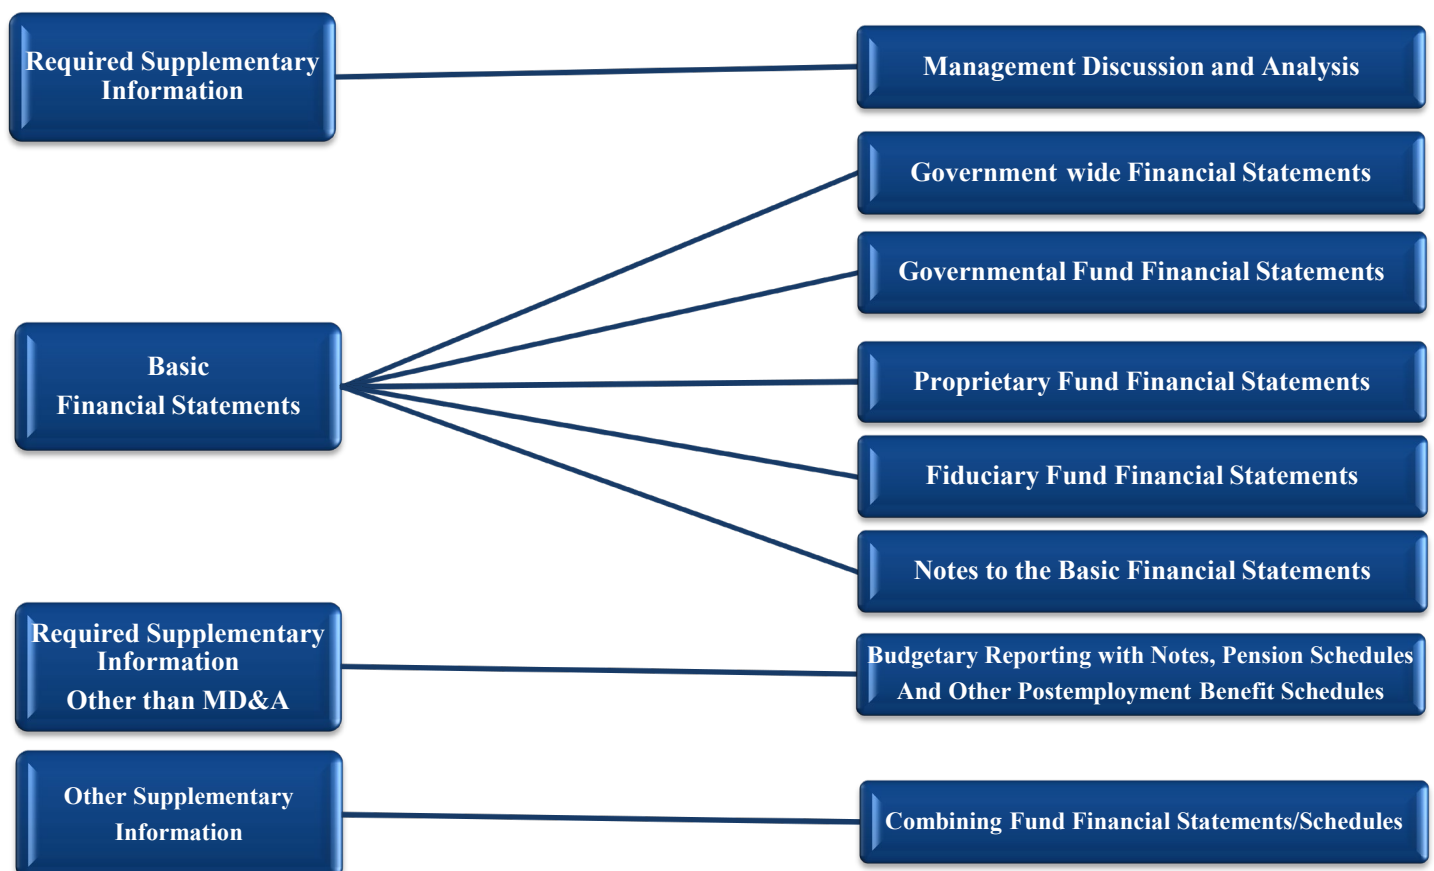 Required Supplementary
Information
Management Discussion and Analysis
Government wide Financial Statements
Governmental Fund Financial Statements
Basic
Financial Statements
Proprietary Fund Financial Statements
Fiduciary Fund Financial Statements
Notes to the Basic Financial Statements
Required Supplementary
Information
Other than MD&A
Budgetary Reporting with Notes, Pension Schedules
And Other Postemployment Benefit Schedules
Other Supplementary
Information
Combining Fund Financial Statements/Schedules